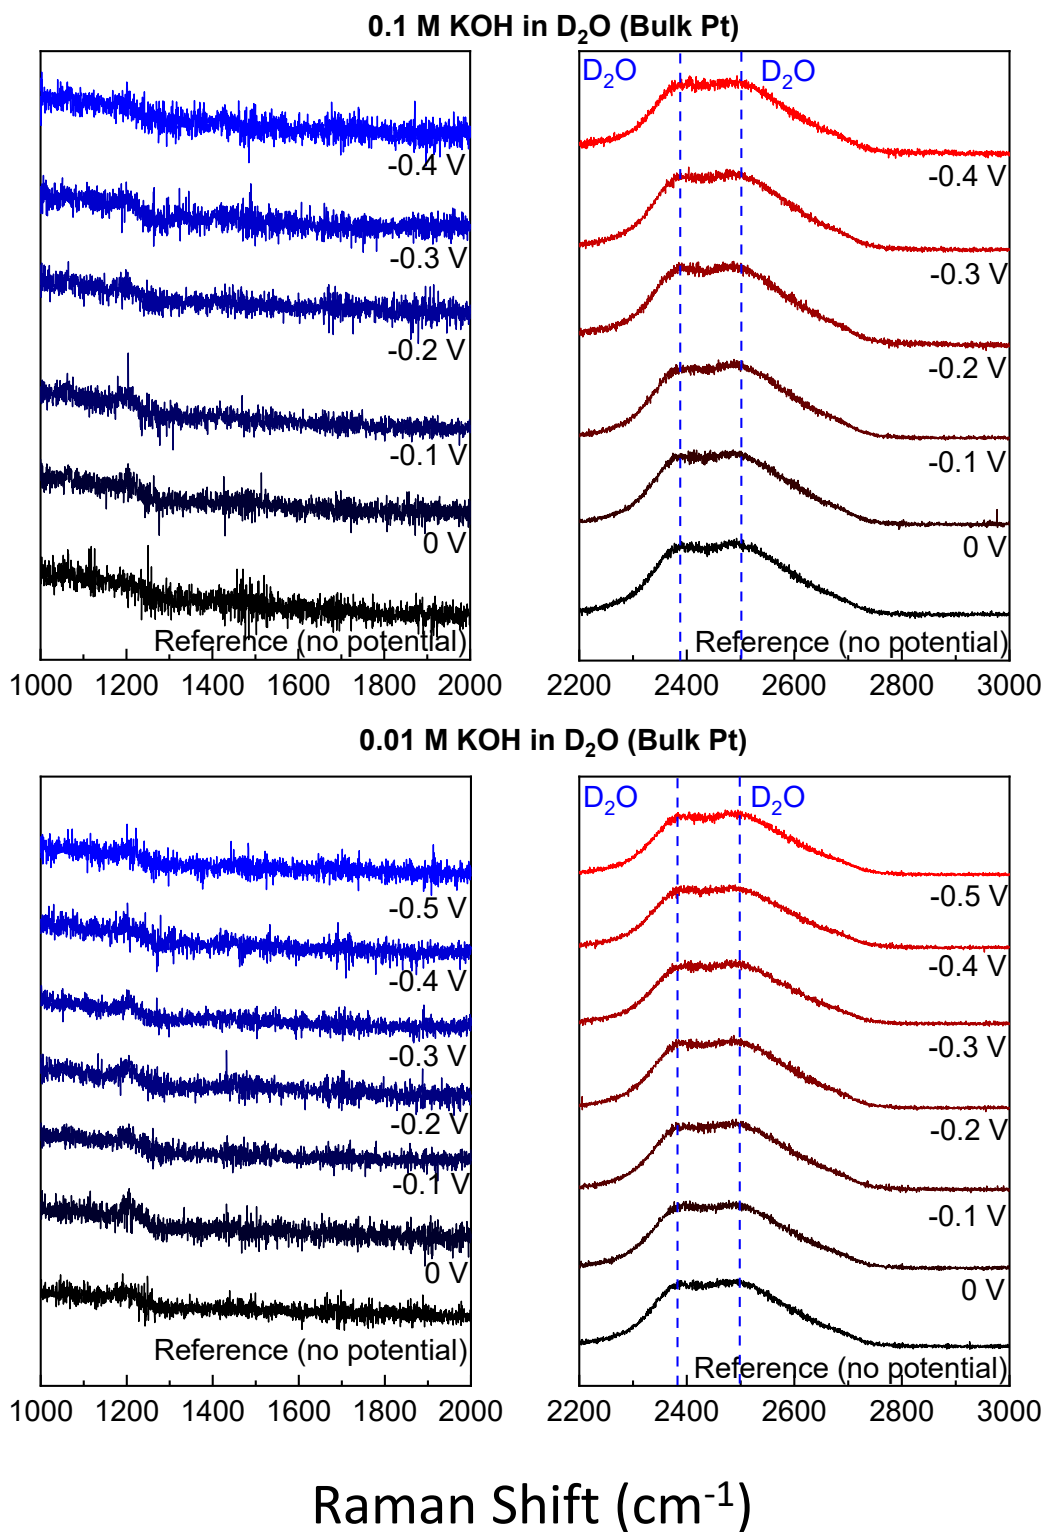 0.1 M KOH in D₂O (Bulk Pt)
-0.4 V
-0.3 V
-0.2 V
-0.1 V
0 V
Reference (no potential)
1000 1200 1400 1600 1800 2000
D₂O D₂O
-0.4 V
-0.3 V
-0.2 V
-0.1 V
0 V
Reference (no potential)
2200 2400 2600 2800 3000
0.01 M KOH in D₂O (Bulk Pt)
-0.5 V
-0.4 V
-0.3 V
-0.2 V
-0.1 V
0 V
Reference (no potential)
1000 1200 1400 1600 1800 2000
D₂O D₂O
-0.5 V
-0.4 V
-0.3 V
-0.2 V
-0.1 V
0 V
Reference (no potential)
2200 2400 2600 2800 3000
Raman Shift (cm⁻¹)